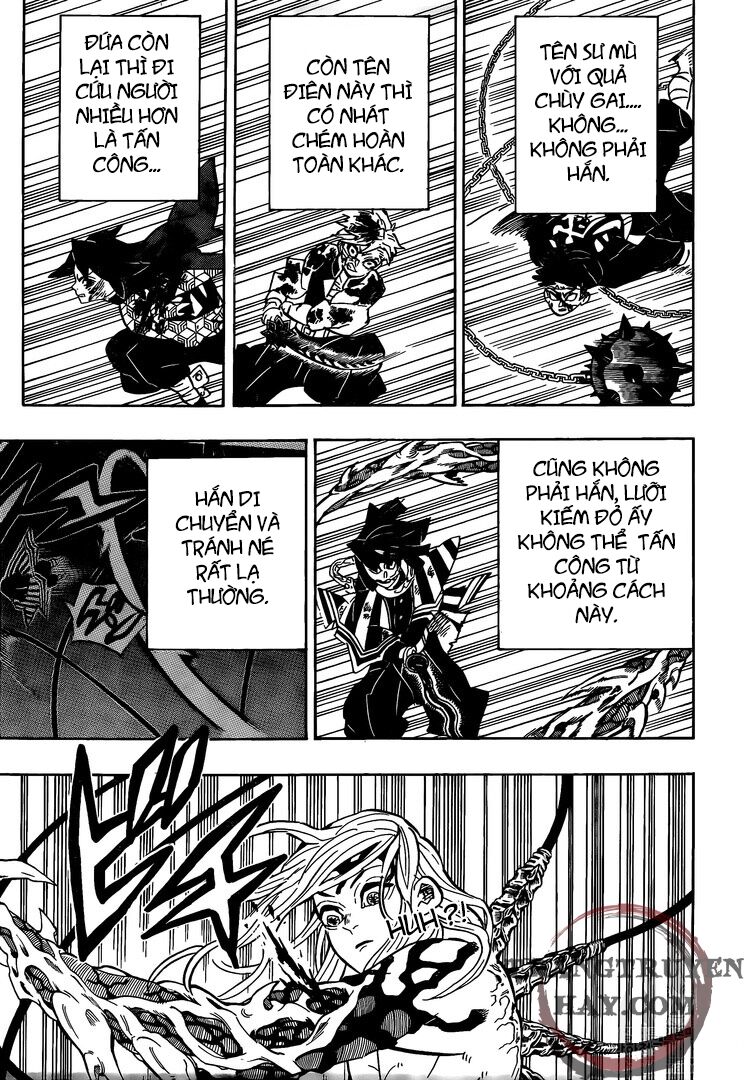 TÊN SƯ MÙ
VỚI QUẢ
CHÙY GAI....
KHÔNG...
KHÔNG PHẢI
HẮN.
CÒN TÊN
ĐIÊN NÀY THÌ
CÓ NHÁT
CHÉM HOÀN
TOÀN KHÁC.
ĐỨA CÒN
LẠI THÌ ĐI
CỨU NGƯỜI
NHIỀU HƠN
LÀ TẤN
CÔNG...
CŨNG KHÔNG
PHẢI HẮN, LƯỠI
KIẾM ĐỎ ẤY
KHÔNG THỂ TẤN
CÔNG TỪ
KHOẢNG CÁCH
NÀY.
HẮN DI
CHUYỂN VÀ
TRÁNH NÉ
RẤT LẠ
THƯỜNG.
HUH?!
HAY.COM